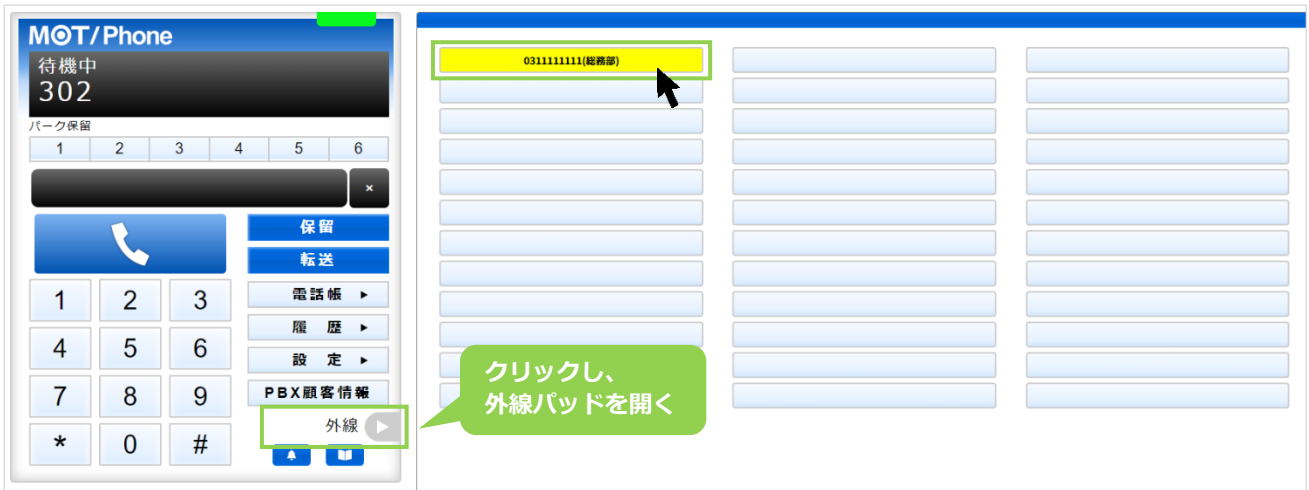 MOT/Phone
待機中
302
パーク保留
1 2 3 4 5 6
×
保留
転送
1 2 3
電話帳 ▶
履 歴 ▶
4 5 6
設 定 ▶
7 8 9
PBX顧客情報
外線 ▶
* 0 #
0311111111(総務部)
クリックし、
外線パッドを開く